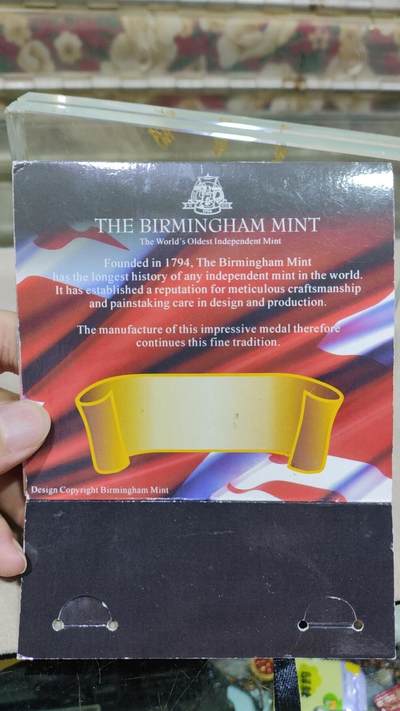 THE BIRMINGHAM MINT
The World's Oldest Independent Mint
Founded in 1794, The Birmingham Mint
has the longest history of any independent mint in the world.
It has established a reputation for meticulous craftsmanship
and painstaking care in design and production.
The manufacture of this impressive medal therefore
continues this fine tradition.
Design Copyright Birmingham Mint